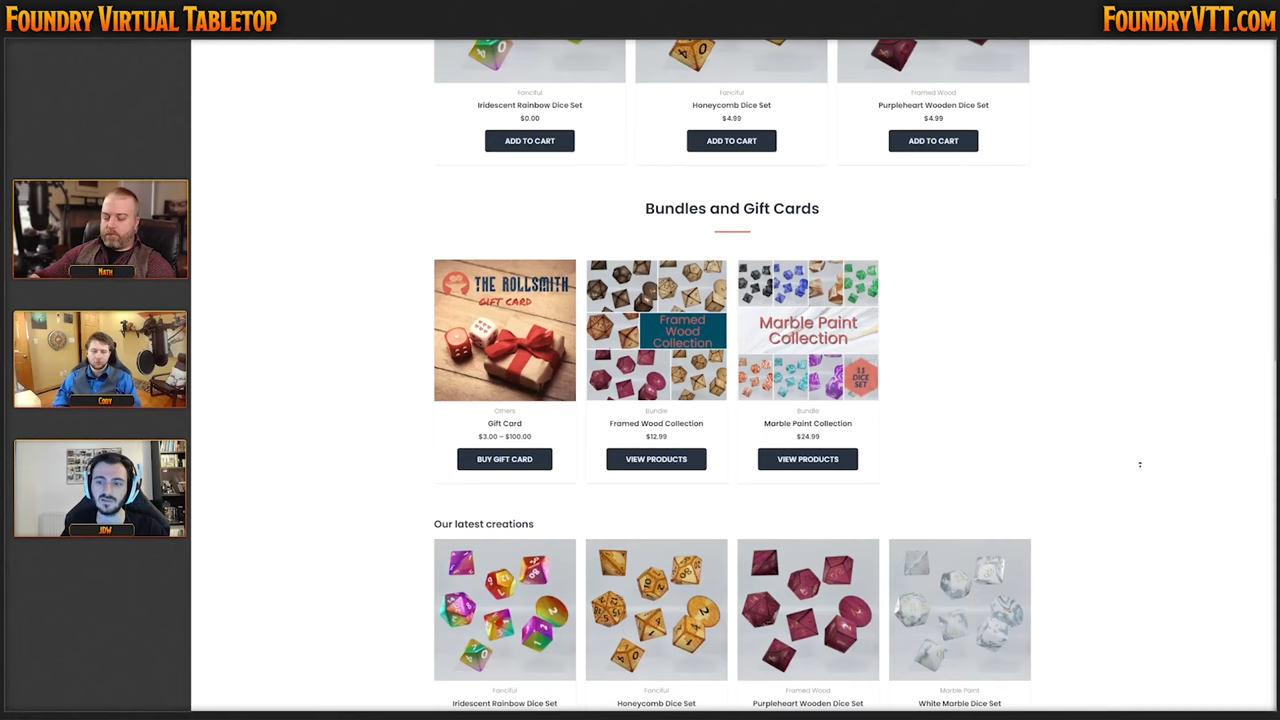 Foundry Virtual Tabletop
FoundryVTT.com
Fanciful
Iridescent Rainbow Dice Set
$0.00
ADD TO CART
Fanciful
Honeycomb Dice Set
$4.99
ADD TO CART
Framed Wood
Purpleheart Wooden Dice Set
$4.99
ADD TO CART
Nath
Cory
JDW
Bundles and Gift Cards
THE ROLLSMITH
GIFT CARD
Others
Gift Card
$3.00 – $100.00
BUY GIFT CARD
Framed
Wood
Collection
Bundle
Framed Wood Collection
$12.99
VIEW PRODUCTS
Marble Paint
Collection
11
DICE
SET
Bundle
Marble Paint Collection
$24.99
VIEW PRODUCTS
Our latest creations
Fanciful
Iridescent Rainbow Dice Set
Fanciful
Honeycomb Dice Set
Framed Wood
Purpleheart Wooden Dice Set
Marble Paint
White Marble Dice Set